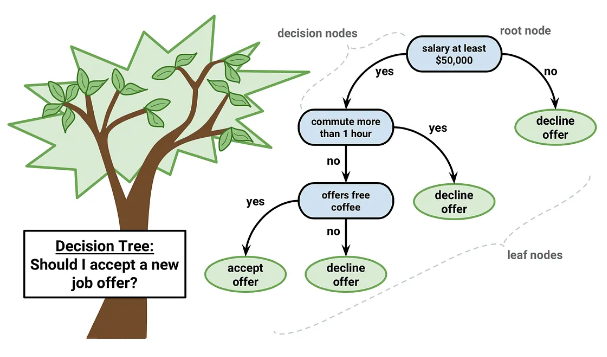 decision nodes
root node
salary at least
$50,000
yes
no
decline
offer
commute more
than 1 hour
yes
no
decline
offer
offers free
coffee
yes
no
accept
offer
decline
offer
leaf nodes
Decision Tree:
Should I accept a new
job offer?